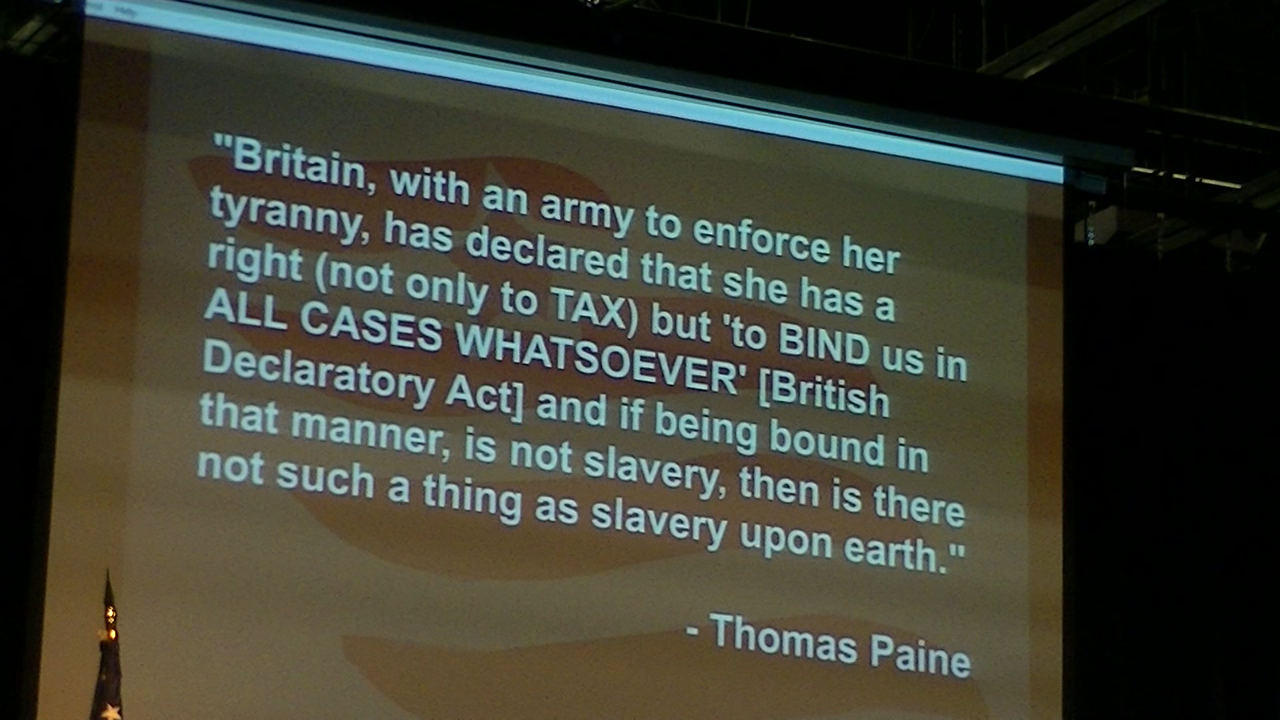 "Britain, with an army to enforce her
tyranny, has declared that she has a
right (not only to TAX) but 'to BIND us in
ALL CASES WHATSOEVER' [British
Declaratory Act] and if being bound in
that manner, is not slavery, then is there
not such a thing as slavery upon earth."
- Thomas Paine